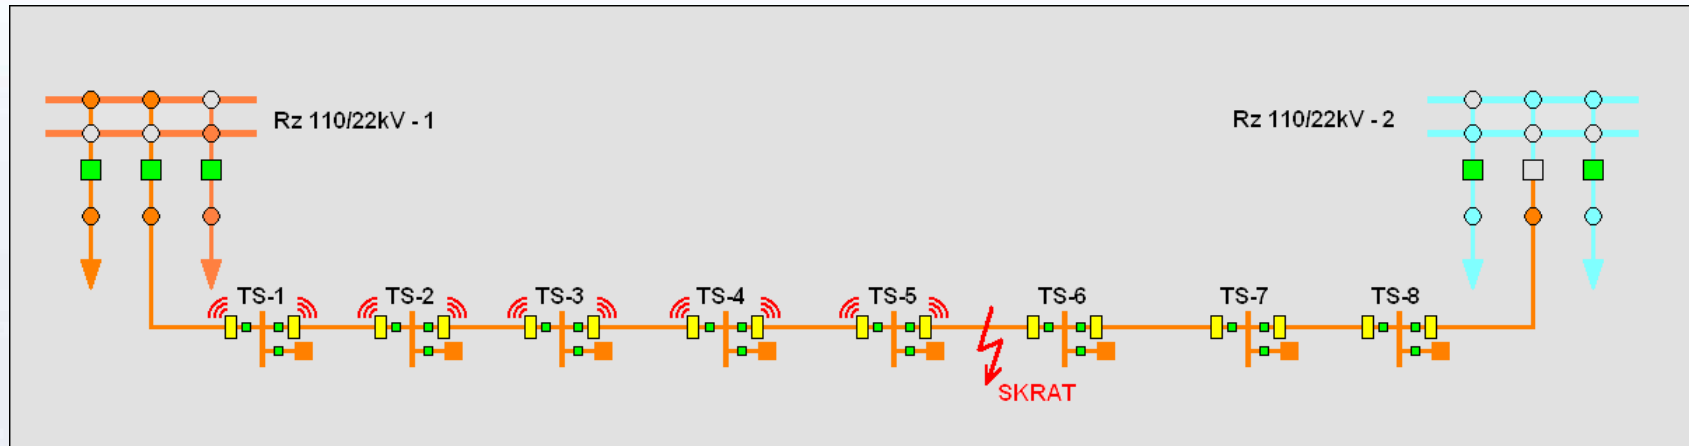 Rz 110/22kV - 1
Rz 110/22kV - 2
TS-1
TS-2
TS-3
TS-4
TS-5
TS-6
TS-7
TS-8
SKRAT